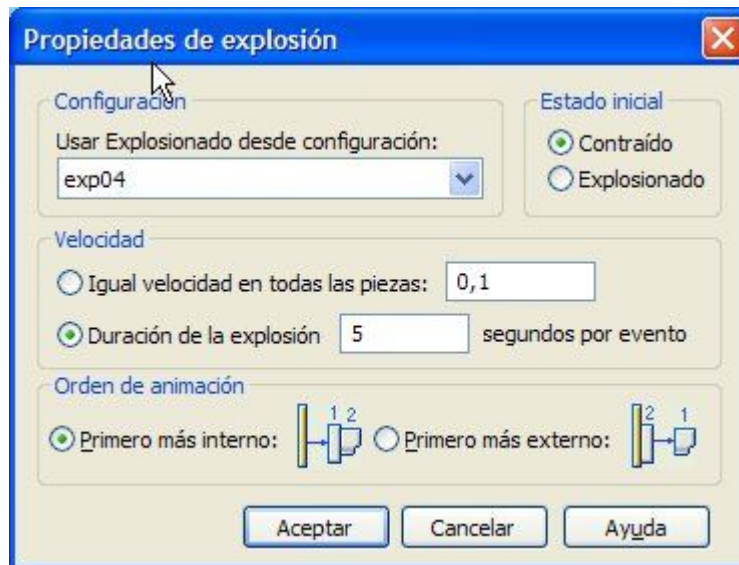 Propiedades de explosión
Configuración
Usar Explosionado desde configuración:
exp04
Estado inicial
Contraído
Explosionado
Velocidad
Igual velocidad en todas las piezas: 0,1
Duración de la explosión 5 segundos por evento
Orden de animación
Primero más interno: 1 2 Primero más externo: 2 1
Aceptar Cancelar Ayuda